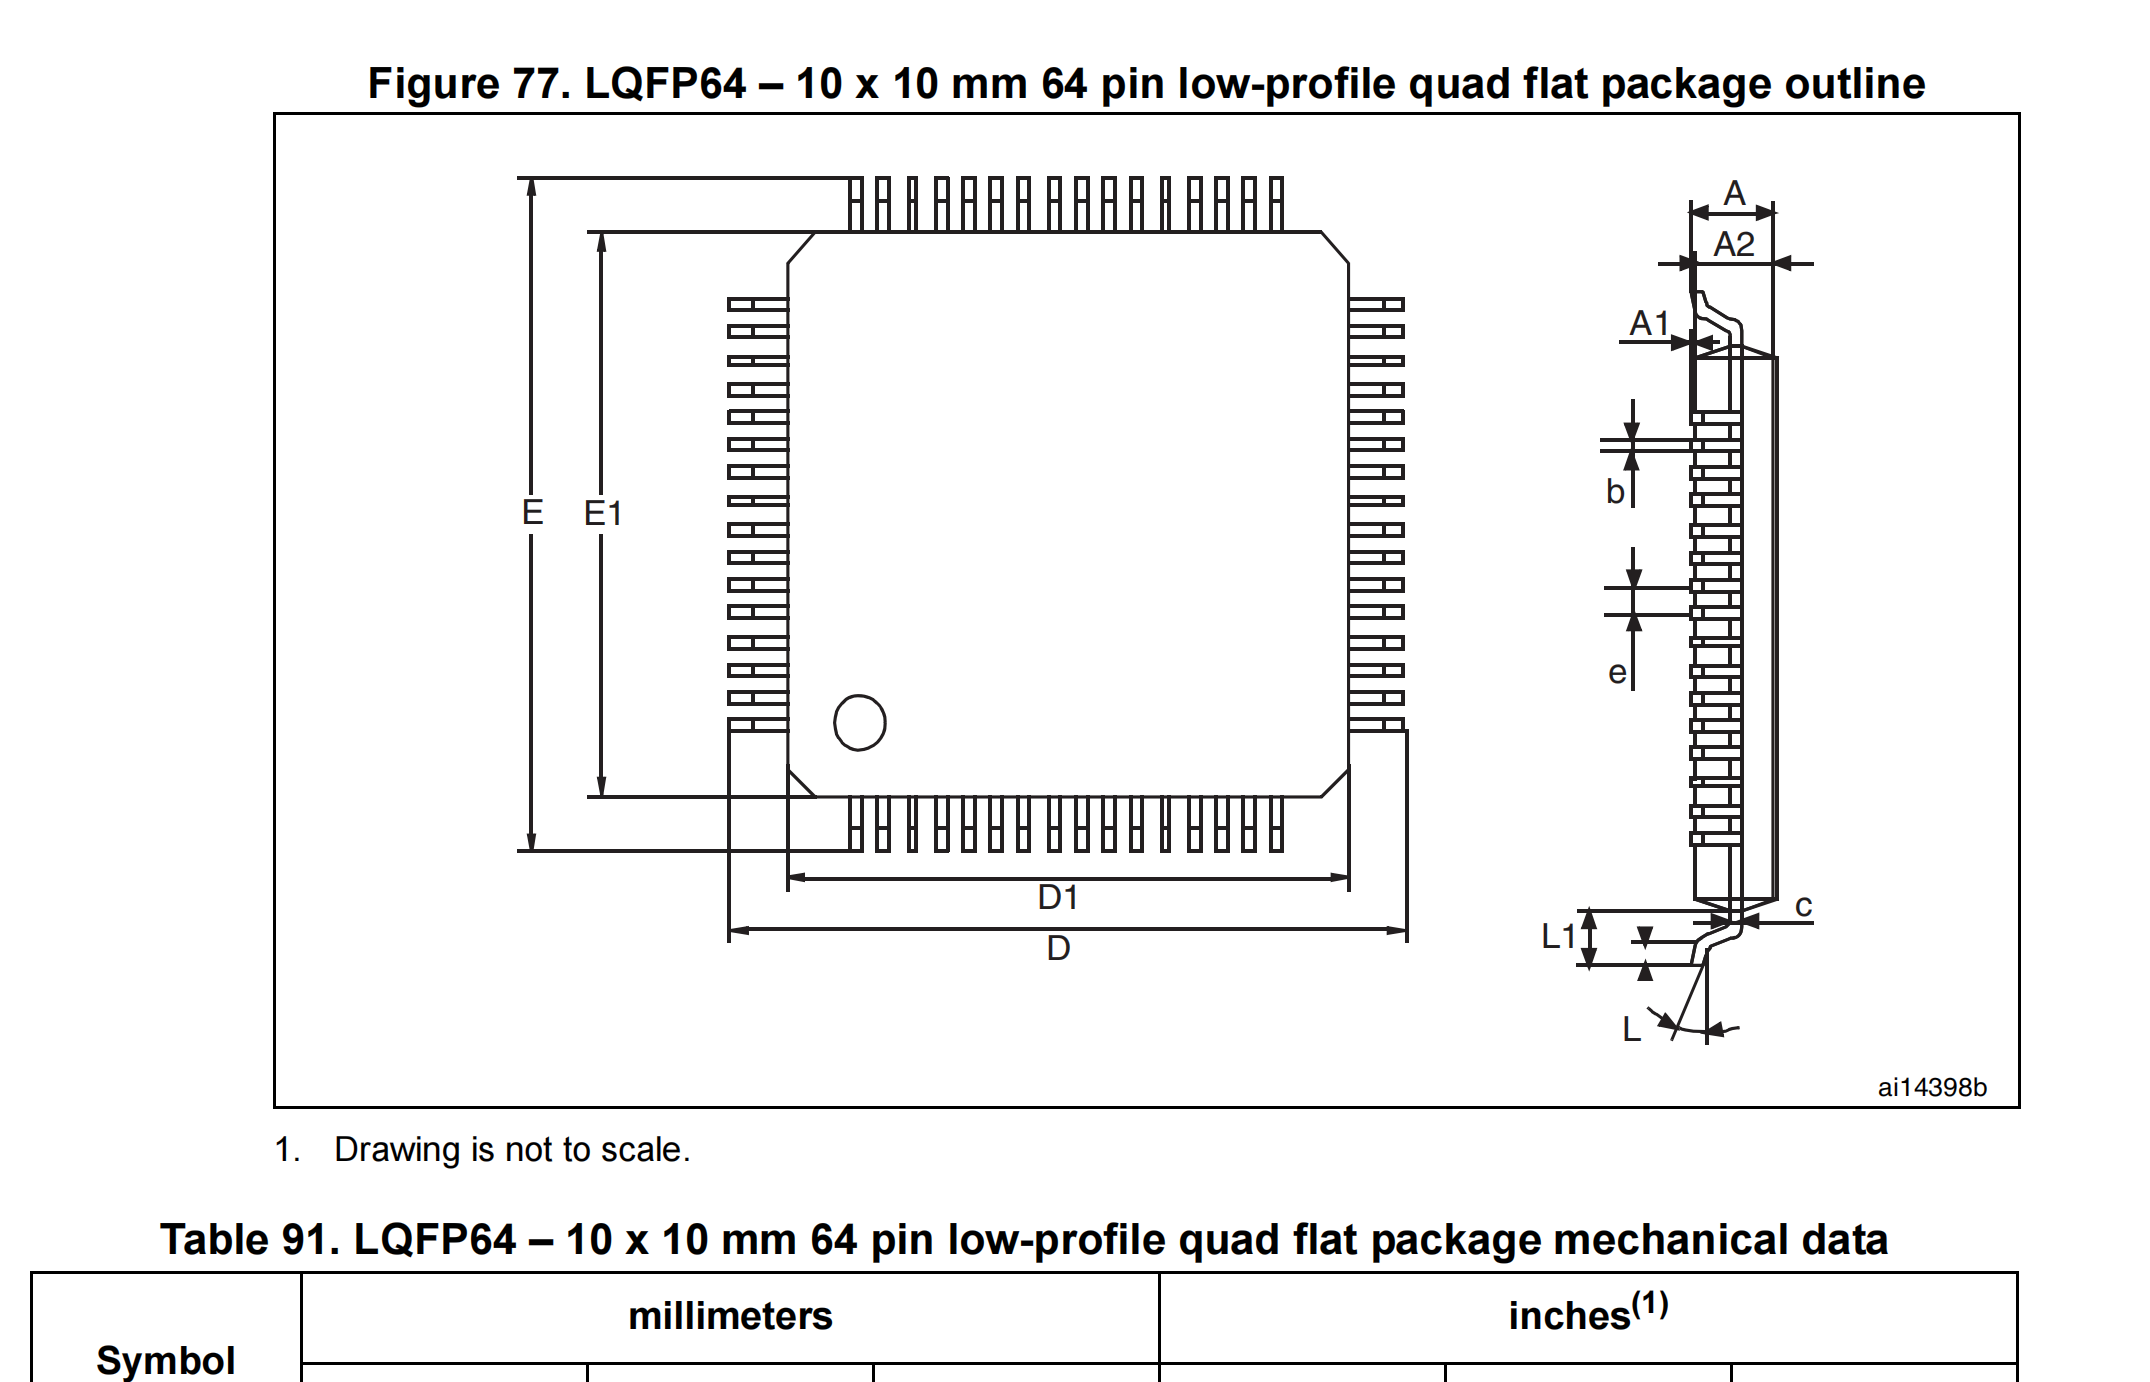 Figure 77. LQFP64 – 10 x 10 mm 64 pin low-profile quad flat package outline
A
A2
A1
E E1
b
e
D1
c
L1
D
L
ai14398b
1. Drawing is not to scale.
Table 91. LQFP64 – 10 x 10 mm 64 pin low-profile quad flat package mechanical data
millimeters inches(1)
Symbol